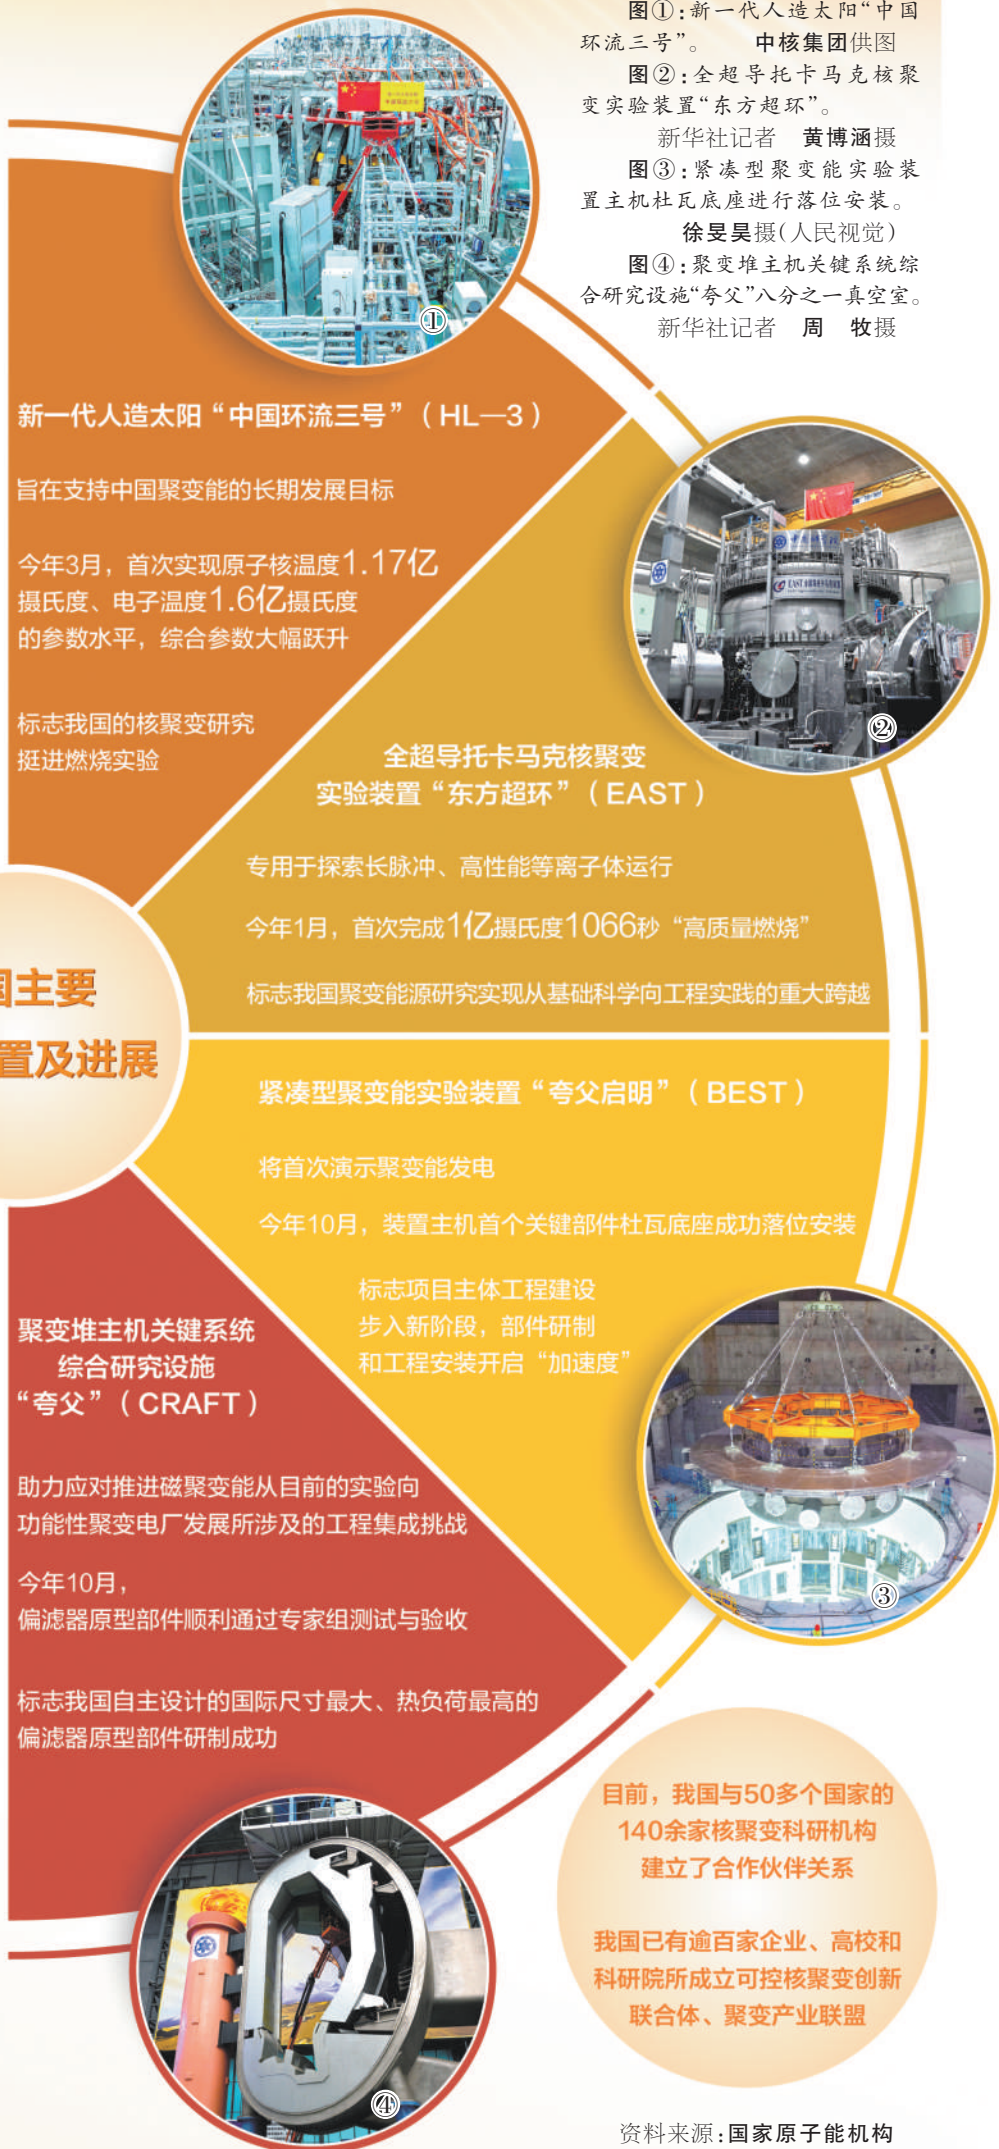 图①：新一代人造太阳“中国
环流三号”。 中核集团供图
图②：全超导托卡马克核聚
变实验装置“东方超环”。
新华社记者 黄博涵摄
图③：紧凑型聚变能实验装
置主机杜瓦底座进行落位安装。
徐旻昊摄（人民视觉）
图④：聚变堆主机关键系统综
合研究设施“夸父”八分之一真空室。
新华社记者 周 牧摄
①
新一代人造太阳“中国环流三号”（HL—3）
旨在支持中国聚变能的长期发展目标
今年3月，首次实现原子核温度1.17亿
摄氏度、电子温度1.6亿摄氏度
的参数水平，综合参数大幅跃升
标志我国的核聚变研究
挺进燃烧实验
EAST
②
全超导托卡马克核聚变
实验装置“东方超环”（EAST）
专用于探索长脉冲、高性能等离子体运行
今年1月，首次完成1亿摄氏度1066秒“高质量燃烧”
标志我国聚变能源研究实现从基础科学向工程实践的重大跨越
国主要
置及进展
紧凑型聚变能实验装置“夸父启明”（BEST）
将首次演示聚变能发电
今年10月，装置主机首个关键部件杜瓦底座成功落位安装
标志项目主体工程建设
步入新阶段，部件研制
和工程安装开启“加速度”
③
聚变堆主机关键系统
综合研究设施
“夸父”（CRAFT）
助力应对推进磁聚变能从目前的实验向
功能性聚变电厂发展所涉及的工程集成挑战
今年10月，
偏滤器原型部件顺利通过专家组测试与验收
标志我国自主设计的国际尺寸最大、热负荷最高的
偏滤器原型部件研制成功
④
目前，我国与50多个国家的
140余家核聚变科研机构
建立了合作伙伴关系
我国已有逾百家企业、高校和
科研院所成立可控核聚变创新
联合体、聚变产业联盟
资料来源：国家原子能机构